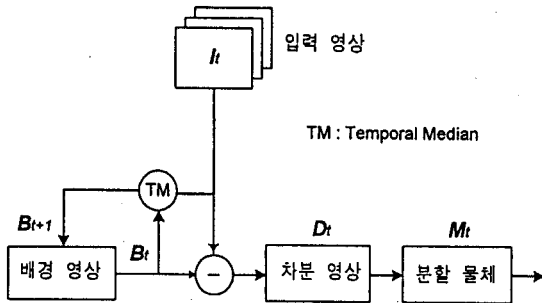 It
입력 영상
TM : Temporal Median
TM
Bt+1
Bt
Dt
Mt
배경 영상
−
차분 영상
분할 물체